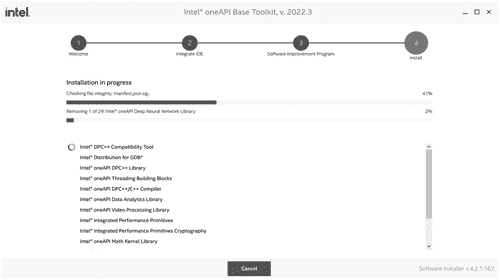 intel.
Intel® oneAPI Base Toolkit, v. 2022.3
1
2
3
4
Welcome
Integrate IDE
Software Improvement Program
Install
Installation in progress
Checking file integrity: manifest.json.sig...
41%
Removing 1 of 29: Intel® oneAPI Deep Neural Network Library
2%
Intel® DPC++ Compatibility Tool
Intel® Distribution for GDB*
Intel® oneAPI DPC++ Library
Intel® oneAPI Threading Building Blocks
Intel® oneAPI DPC++/C++ Compiler
Intel® oneAPI Data Analytics Library
Intel® oneAPI Video Processing Library
Intel® Integrated Performance Primitives
Intel® Integrated Performance Primitives Cryptography
Intel® oneAPI Math Kernel Library
Cancel
Software Installer v.4.3.1.167